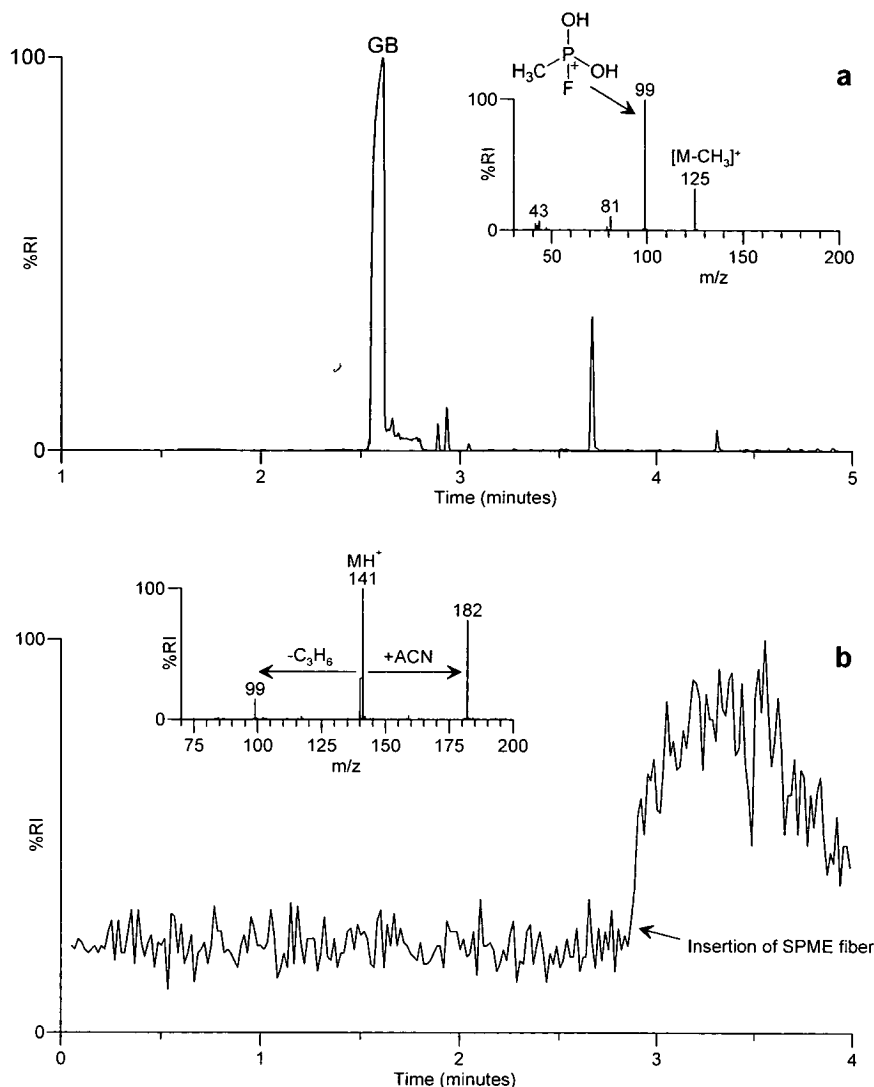 OH
GB
100
a
P
+
H₃C
OH
F
99
100
[M-CH₃]⁺
%RI
125
43
81
0
50
100
150
200
m/z
%RI
0
1
2
3
4
5
Time (minutes)
MH⁺
100
141
182
100
b
%RI
-C₃H₆
+ACN
99
0
75
100
125
150
175
200
m/z
%RI
Insertion of SPME fiber
0
0
1
2
3
4
Time (minutes)